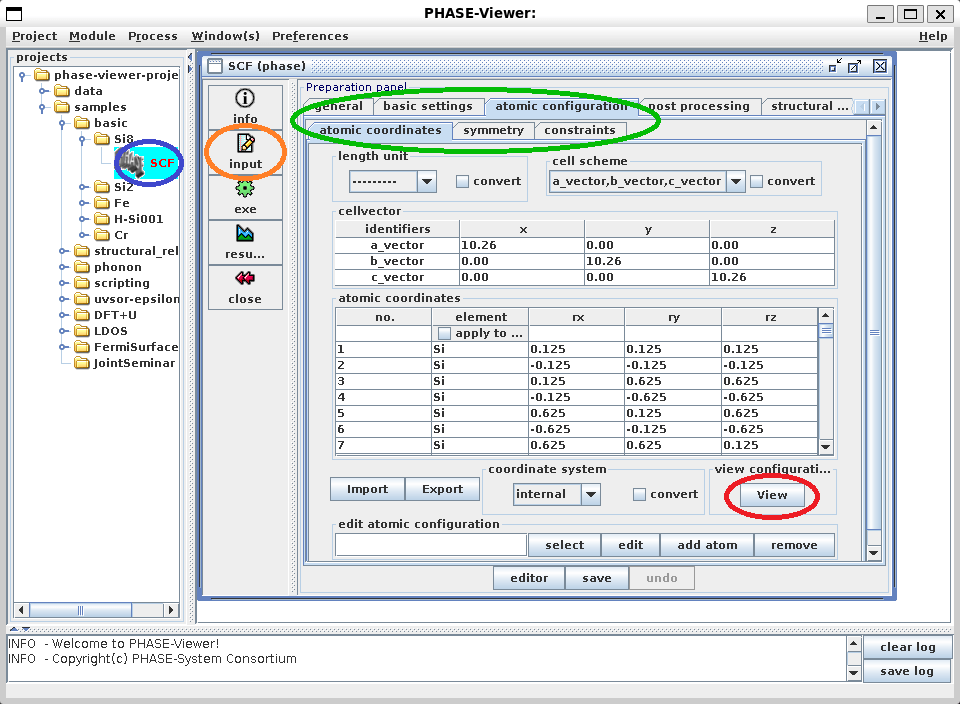 PHASE-Viewer:
Project Module Process Window(s) Preferences Help
projects
phase-viewer-proje
data
samples
basic
Si8
SCF
Si2
Fe
H-Si001
Cr
structural_rel
phonon
scripting
uvsor-epsilon
DFT+U
LDOS
FermiSurface
JointSeminar
SCF (phase)
info
input
exe
resu...
close
Preparation panel
general basic settings atomic configuration post processing structural ...
atomic coordinates symmetry constraints
length unit
--------- convert
cell scheme
a_vector,b_vector,c_vector convert
cellvector
identifiers x y z
a_vector 10.26 0.00 0.00
b_vector 0.00 10.26 0.00
c_vector 0.00 0.00 10.26
atomic coordinates
no. element rx ry rz
apply to ...
1 Si 0.125 0.125 0.125
2 Si -0.125 -0.125 -0.125
3 Si 0.125 0.625 0.625
4 Si -0.125 -0.625 -0.625
5 Si 0.625 0.125 0.625
6 Si -0.625 -0.125 -0.625
7 Si 0.625 0.625 0.125
Import Export
coordinate system
internal convert
view configurati...
View
edit atomic configuration
select edit add atom remove
editor save undo
INFO - Welcome to PHASE-Viewer!
INFO - Copyright(c) PHASE-System Consortium
clear log
save log